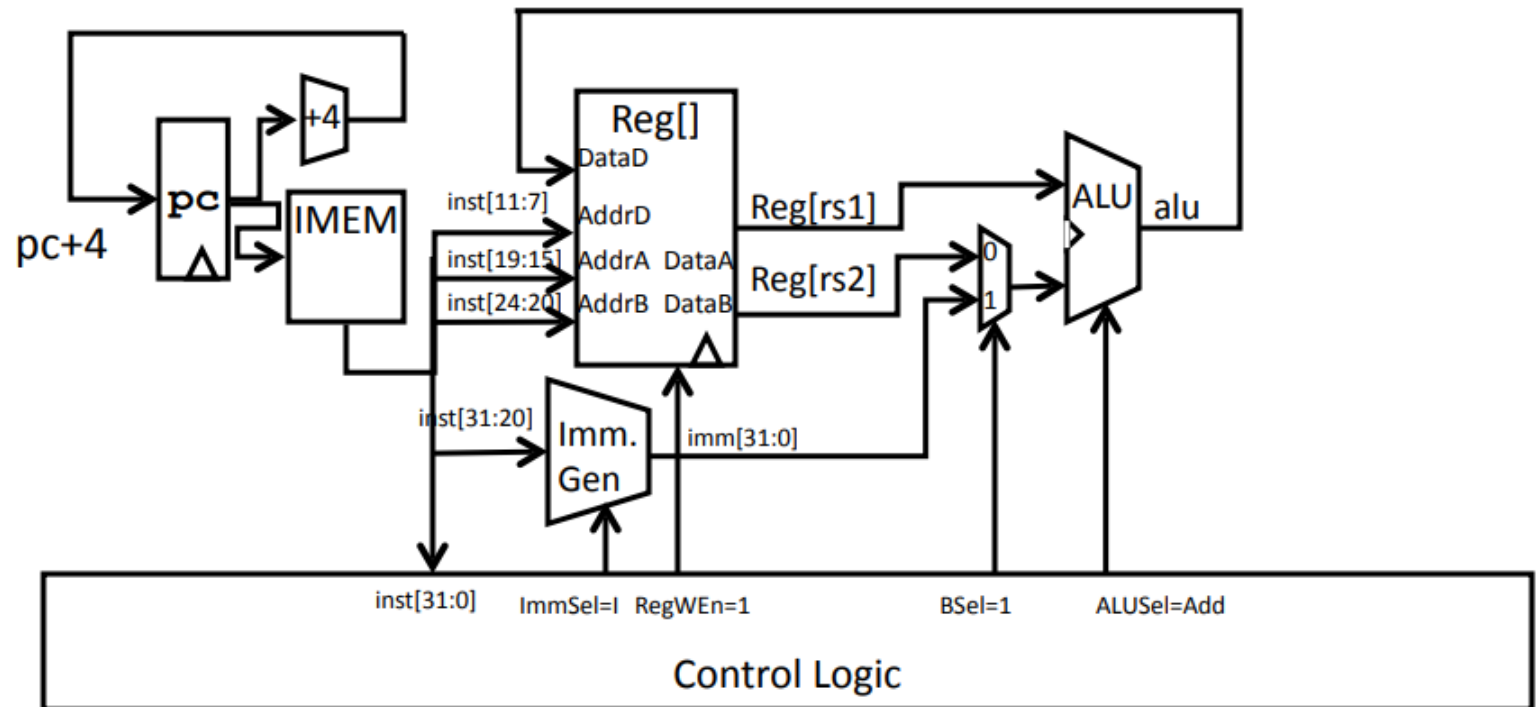 +4
pc
pc+4
IMEM
inst[11:7]
inst[19:15]
inst[24:20]
Reg[]
DataD
AddrD
AddrA DataA
AddrB DataB
Reg[rs1]
Reg[rs2]
0
1
ALU
alu
inst[31:20]
Imm.
Gen
imm[31:0]
inst[31:0]
ImmSel=I
RegWEn=1
BSel=1
ALUSel=Add
Control Logic